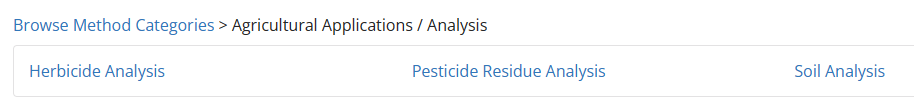 Browse Method Categories > Agricultural Applications / Analysis
Herbicide Analysis Pesticide Residue Analysis Soil Analysis